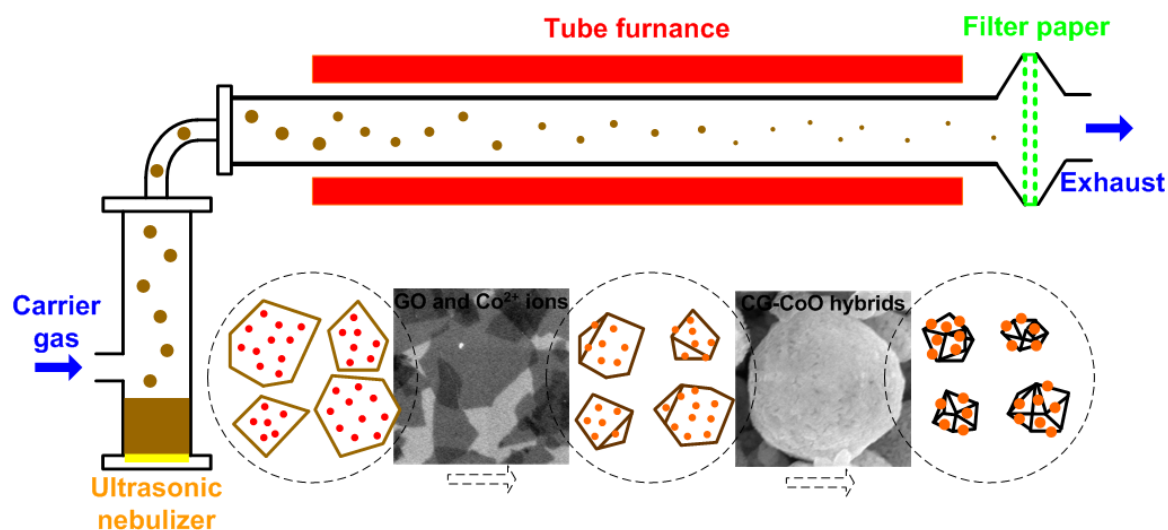 Tube furnance
Filter paper
Exhaust
Carrier
gas
GO and Co²⁺ ions
CG-CoO hybrids
Ultrasonic
nebulizer